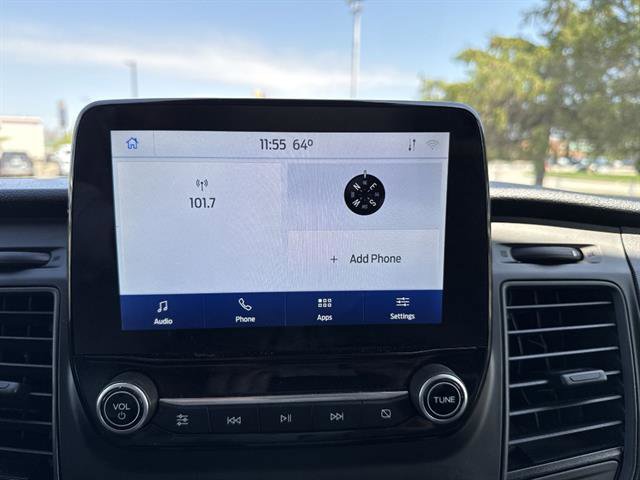 11:55 64°
101.7
N
E
S
W
+ Add Phone
Audio Phone Apps Settings
VOL TUNE